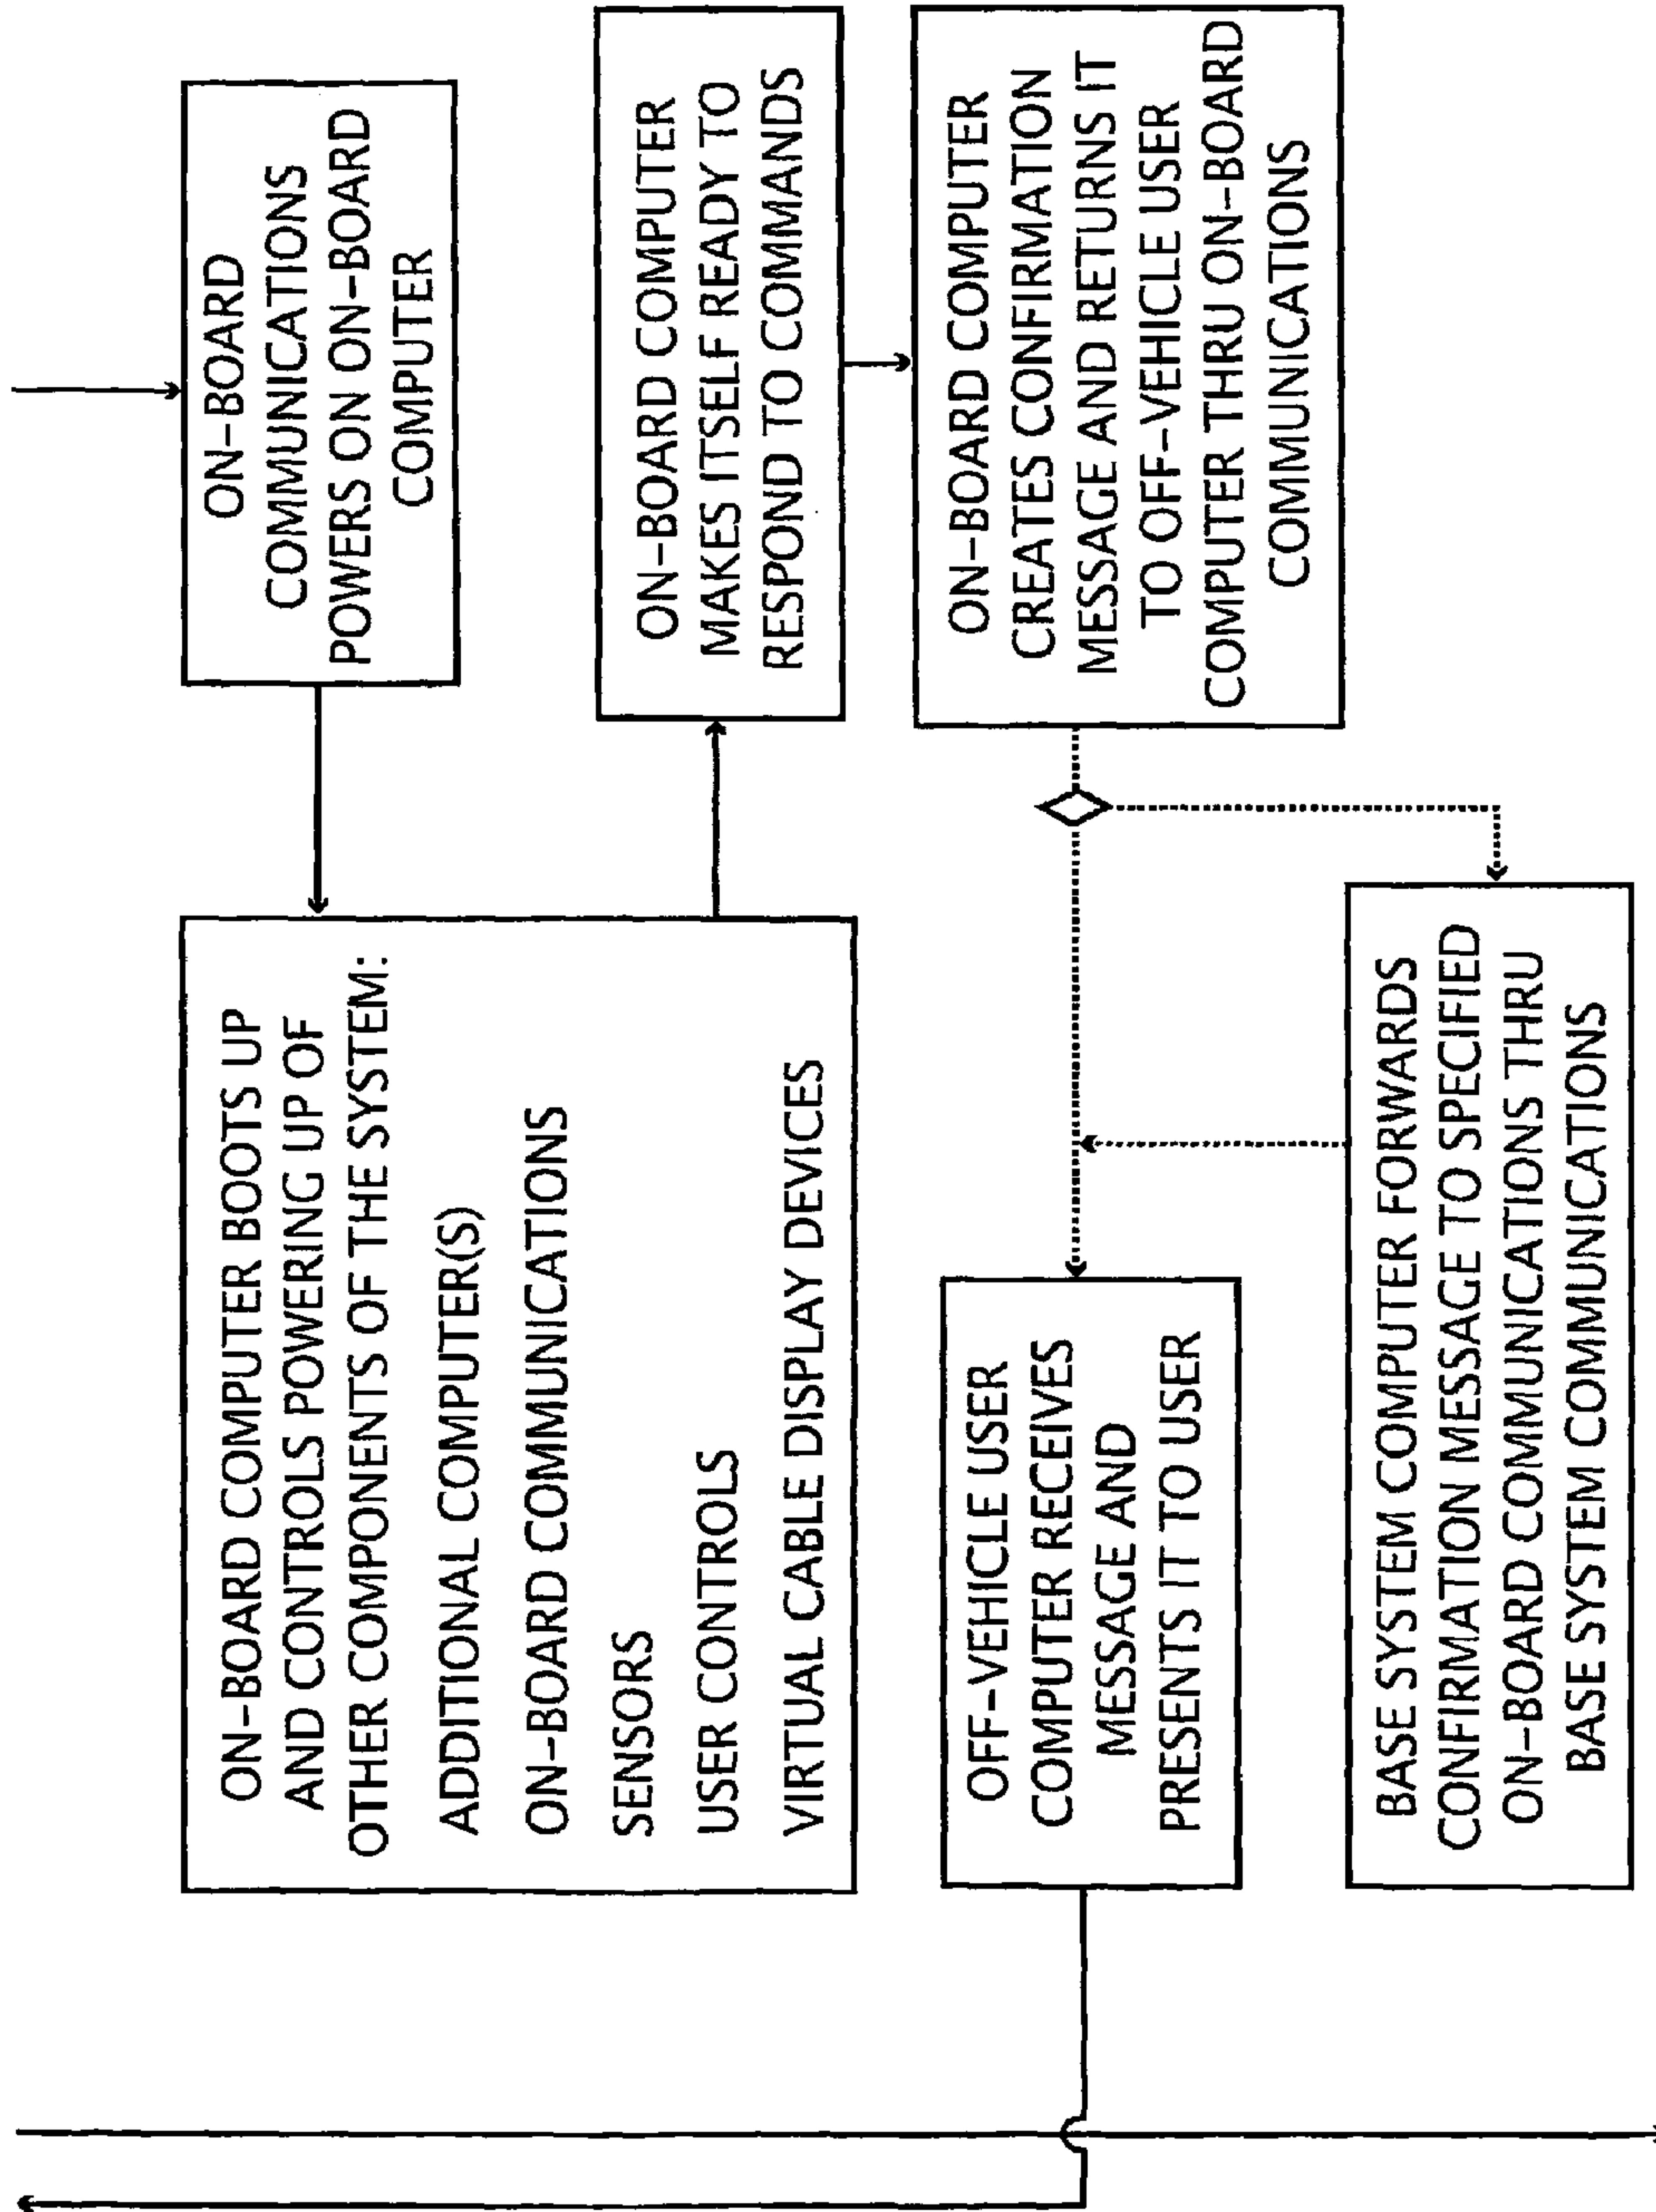 ON-BOARD
COMMUNICATIONS
POWERS ON ON-BOARD
COMPUTER
ON-BOARD COMPUTER BOOTS UP
AND CONTROLS POWERING UP OF
OTHER COMPONENTS OF THE SYSTEM:
ADDITIONAL COMPUTER(S)
ON-BOARD COMMUNICATIONS
SENSORS
USER CONTROLS
VIRTUAL CABLE DISPLAY DEVICES
ON-BOARD COMPUTER
MAKES ITSELF READY TO
RESPOND TO COMMANDS
ON-BOARD COMPUTER
CREATES CONFIRMATION
MESSAGE AND RETURNS IT
TO OFF-VEHICLE USER
COMPUTER THRU ON-BOARD
COMMUNICATIONS
OFF-VEHICLE USER
COMPUTER RECEIVES
MESSAGE AND
PRESENTS IT TO USER
BASE SYSTEM COMPUTER FORWARDS
CONFIRMATION MESSAGE TO SPECIFIED
ON-BOARD COMMUNICATIONS THRU
BASE SYSTEM COMMUNICATIONS